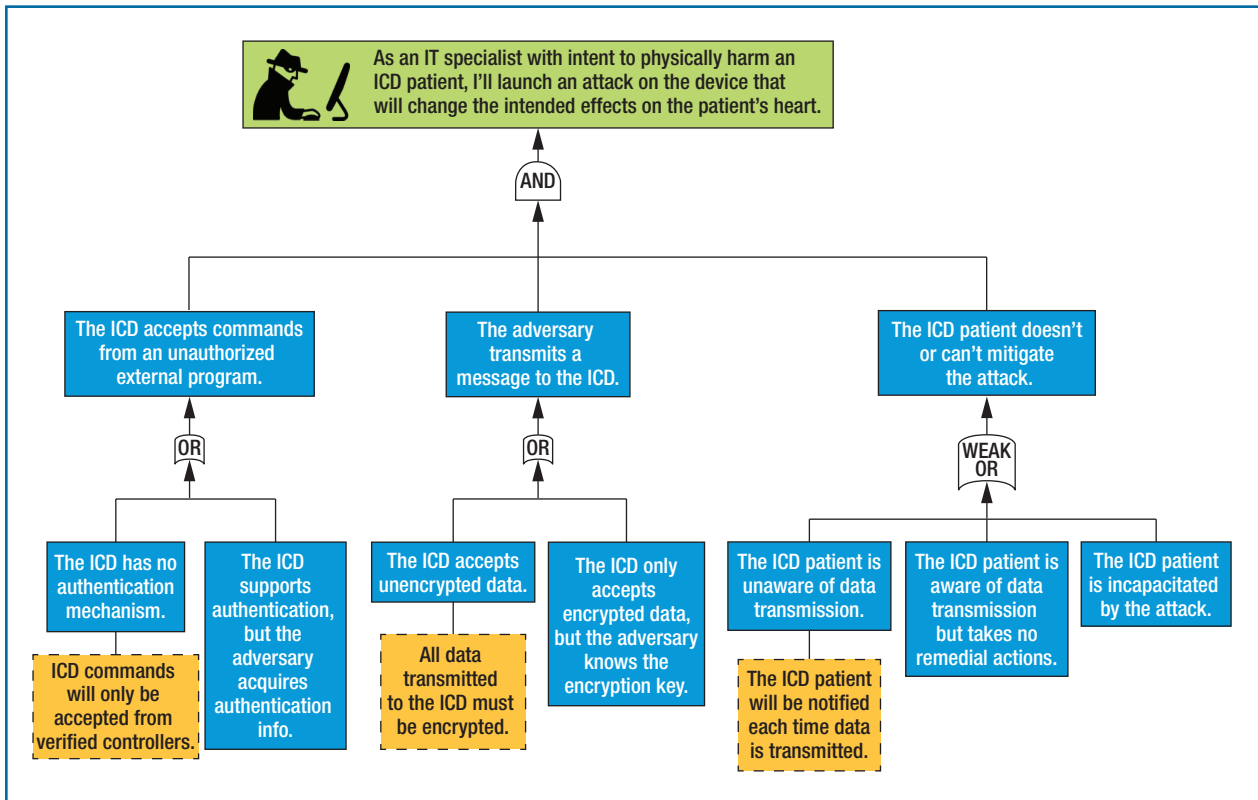 As an IT specialist with intent to physically harm an
ICD patient, I'll launch an attack on the device that
will change the intended effects on the patient's heart.
AND
The ICD accepts commands
from an unauthorized
external program.
The adversary
transmits a
message to the ICD.
The ICD patient doesn't
or can't mitigate
the attack.
OR
OR
WEAK
OR
The ICD has no
authentication
mechanism.
The ICD
supports
authentication,
but the
adversary
acquires
authentication
info.
The ICD accepts
unencrypted data.
The ICD only
accepts
encrypted data,
but the adversary
knows the
encryption key.
The ICD patient is
unaware of data
transmission.
The ICD patient is
aware of data
transmission
but takes no
remedial actions.
The ICD patient
is incapacitated
by the attack.
ICD commands
will only be
accepted from
verified controllers.
All data
transmitted
to the ICD must
be encrypted.
The ICD patient
will be notified
each time data
is transmitted.